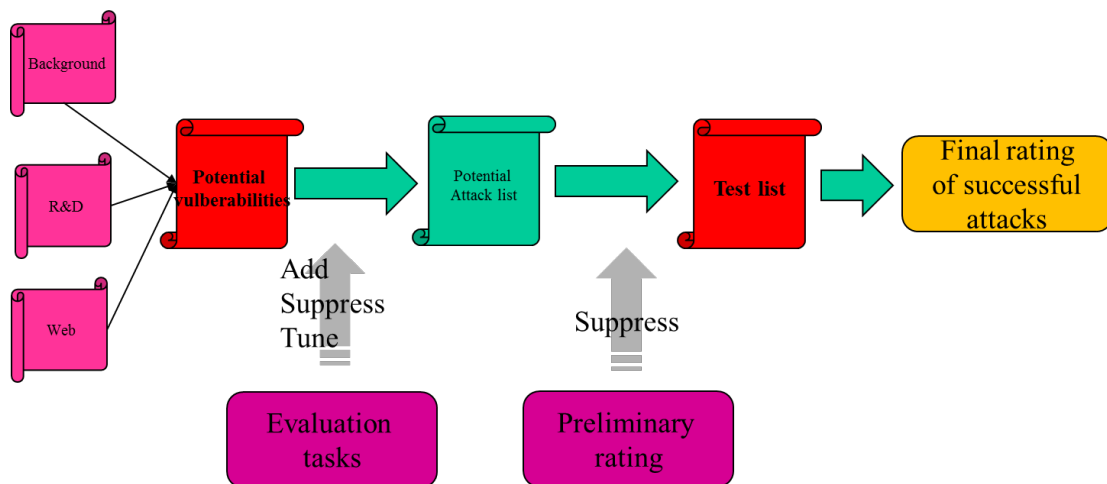 Background
R&D
Web
Potential
vulberabilities
Potential
Attack list
Test list
Final rating
of successful
attacks
Add
Suppress
Tune
Suppress
Evaluation
tasks
Preliminary
rating